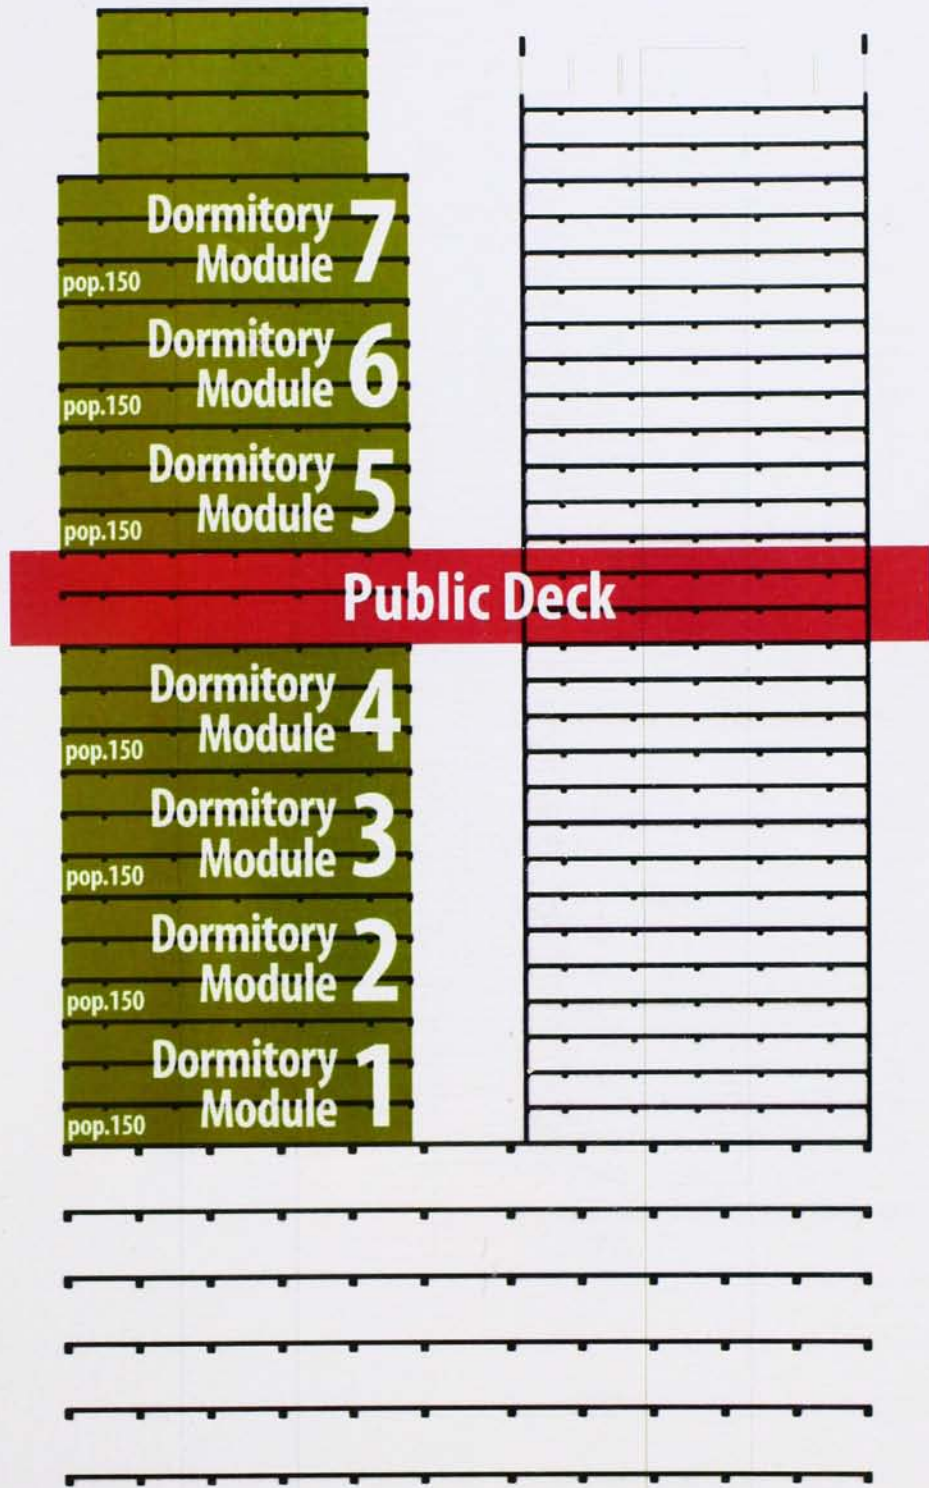 Dormitory
Module 7
pop.150
Dormitory
Module 6
pop.150
Dormitory
Module 5
pop.150
Public Deck
Dormitory
Module 4
pop.150
Dormitory
Module 3
pop.150
Dormitory
Module 2
pop.150
Dormitory
Module 1
pop.150